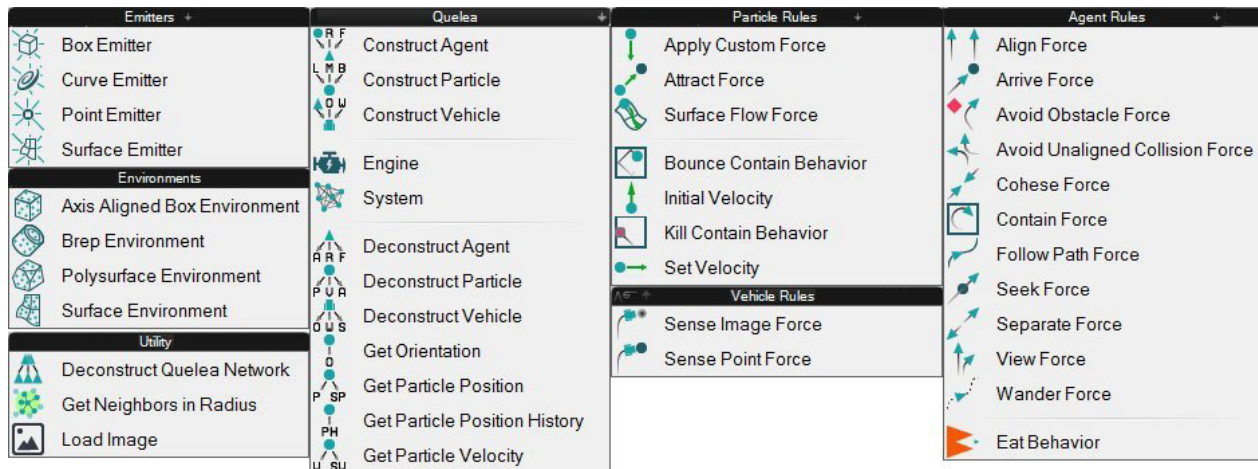 Emitters
Box Emitter
Curve Emitter
Point Emitter
Surface Emitter
Environments
Axis Aligned Box Environment
Brep Environment
Polysurface Environment
Surface Environment
Utility
Deconstruct Quelea Network
Get Neighbors in Radius
Load Image
Quelea
R F
Construct Agent
L M B
Construct Particle
O W
Construct Vehicle
Engine
System
A R F
Deconstruct Agent
P U A
Deconstruct Particle
O W S
Deconstruct Vehicle
O
Get Orientation
P SP
Get Particle Position
PH
Get Particle Position History
Get Particle Velocity
Particle Rules
Apply Custom Force
Attract Force
Surface Flow Force
Bounce Contain Behavior
Initial Velocity
Kill Contain Behavior
Set Velocity
Vehicle Rules
Sense Image Force
Sense Point Force
Agent Rules
Align Force
Arrive Force
Avoid Obstacle Force
Avoid Unaligned Collision Force
Cohese Force
Contain Force
Follow Path Force
Seek Force
Separate Force
View Force
Wander Force
Eat Behavior